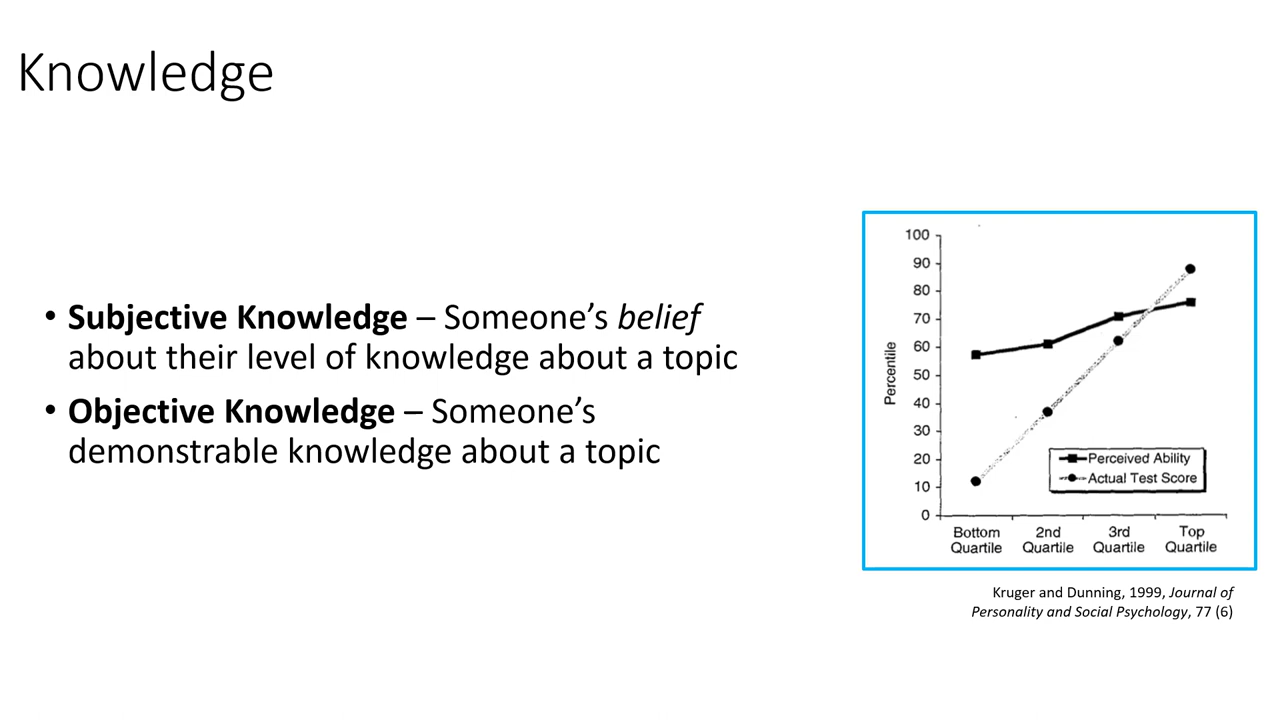 Knowledge
• Subjective Knowledge – Someone’s belief
about their level of knowledge about a topic
• Objective Knowledge – Someone’s
demonstrable knowledge about a topic
100
90
80
70
60
50
40
30
20
10
0
Percentile
Perceived Ability
Actual Test Score
Bottom Quartile
2nd Quartile
3rd Quartile
Top Quartile
Kruger and Dunning, 1999, Journal of
Personality and Social Psychology, 77 (6)